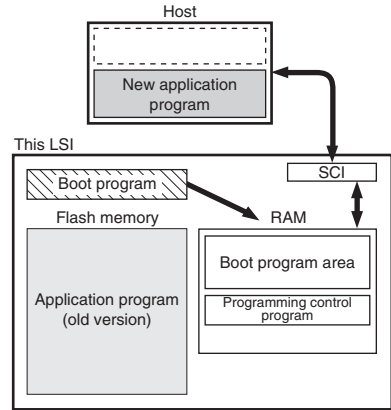 Host
New application
program
This LSI
SCI
Boot program
Flash memory
RAM
Boot program area
Application program
(old version)
Programming control
program